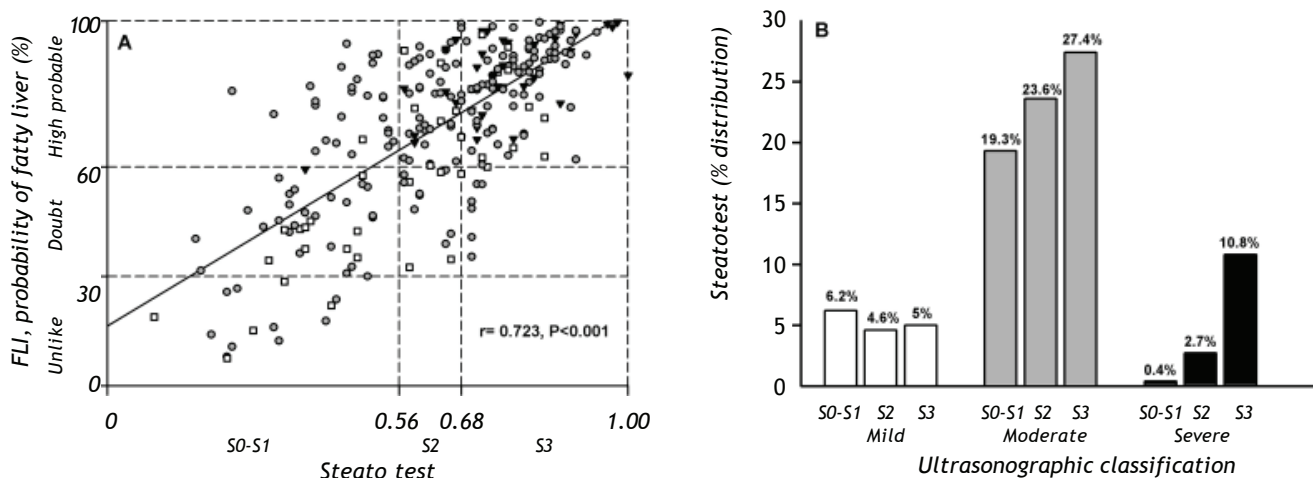 A
FLI, probability of fatty liver (%)
Unlike
Doubt
High probable
100
60
30
0
r= 0.723, P<0.001
0
0.56
0.68
1.00
S0-S1
S2
S3
Steato test
B
Steatotest (% distribution)
30
25
20
15
10
5
0
6.2%
4.6%
5%
19.3%
23.6%
27.4%
0.4%
2.7%
10.8%
S0-S1 S2 S3
Mild
S0-S1 S2 S3
Moderate
S0-S1 S2 S3
Severe
Ultrasonographic classification